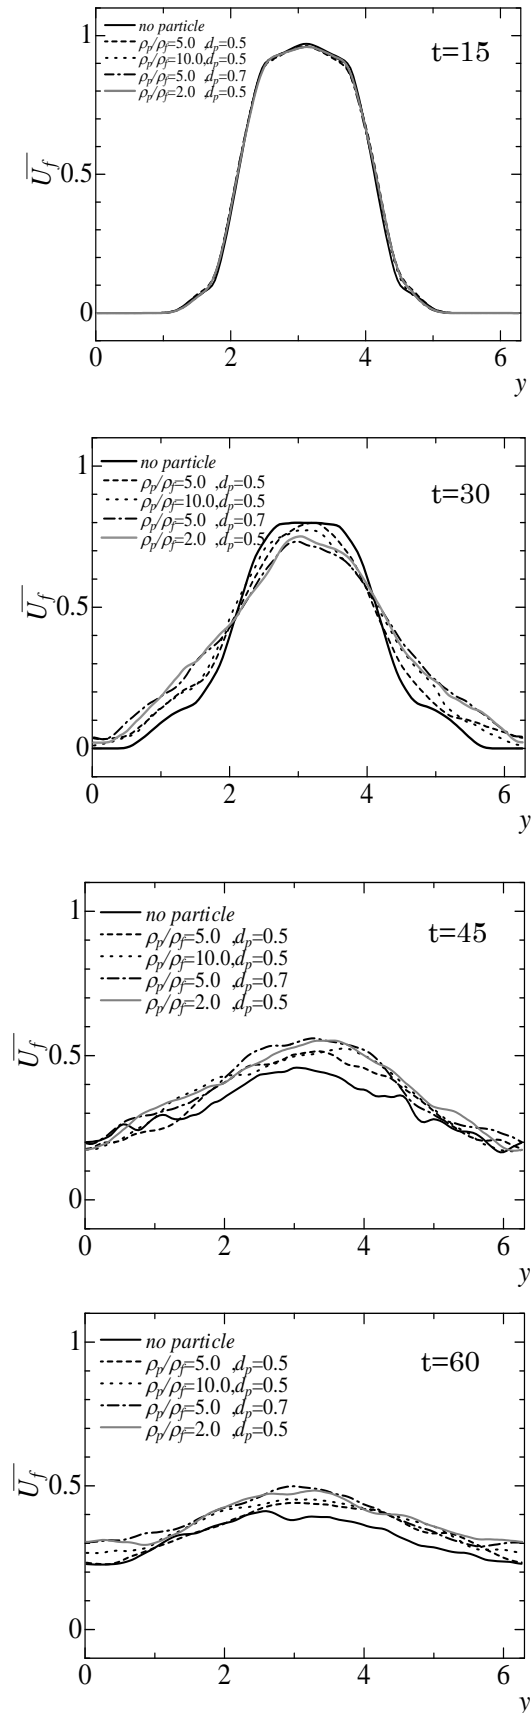 1
no particle
ρp/ρf=5.0 ,dp=0.5
ρp/ρf=10.0,dp=0.5
ρp/ρf=5.0 ,dp=0.7
ρp/ρf=2.0 ,dp=0.5
t=15
Uf
0.5
0
0 2 4 6
y
1
no particle
ρp/ρf=5.0 ,dp=0.5
ρp/ρf=10.0,dp=0.5
ρp/ρf=5.0 ,dp=0.7
ρp/ρf=2.0 ,dp=0.5
t=30
Uf
0.5
0
0 2 4 6
y
1
no particle
ρp/ρf=5.0 ,dp=0.5
ρp/ρf=10.0,dp=0.5
ρp/ρf=5.0 ,dp=0.7
ρp/ρf=2.0 ,dp=0.5
t=45
Uf
0.5
0
0 2 4 6
y
1
no particle
ρp/ρf=5.0 ,dp=0.5
ρp/ρf=10.0,dp=0.5
ρp/ρf=5.0 ,dp=0.7
ρp/ρf=2.0 ,dp=0.5
t=60
Uf
0.5
0
0 2 4 6
y